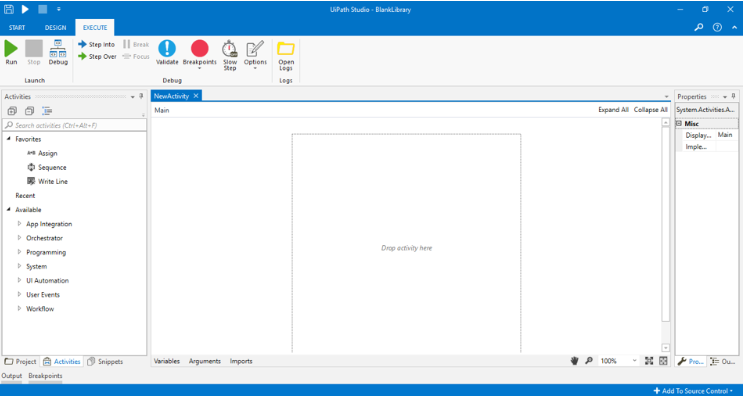 UiPath Studio - BlankLibrary
START DESIGN EXECUTE
Run Stop Debug Step Into Break Validate Breakpoints Slow Step Options Open Logs
Step Over Focus
Launch Debug Logs
Activities NewActivity Properties
Main Expand All Collapse All System.Activities.A...
Search activities (Ctrl+Alt+F) Misc
Favorites Display... Main
A+B Assign Imple...
Sequence
Write Line
Recent
Available
App Integration
Orchestrator
Drop activity here
Programming
System
UI Automation
User Events
Workflow
Project Activities Snippets Variables Arguments Imports 100% Pro... Ou...
Output Breakpoints
Add To Source Control